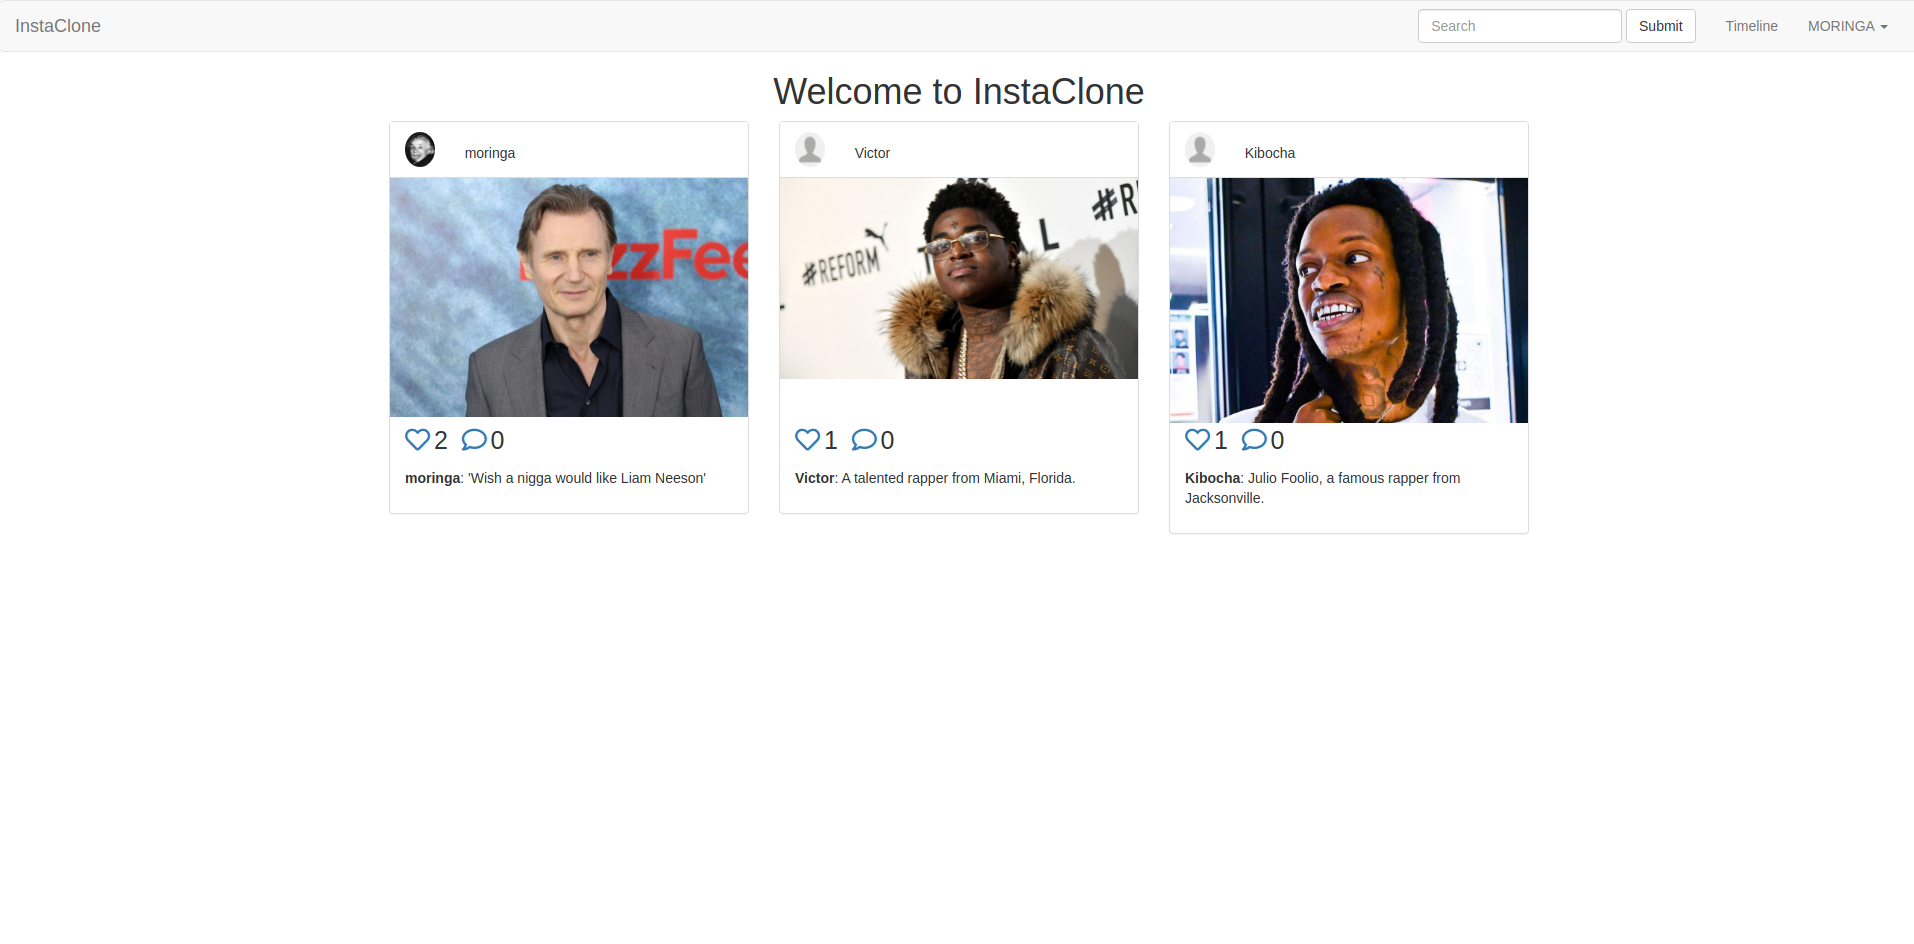 InstaClone
Search
Submit
Timeline
MORINGA
Welcome to InstaClone
moringa
zzFee
2
0
moringa: 'Wish a nigga would like Liam Neeson'
Victor
#REFORM
#R
L
1
0
Victor: A talented rapper from Miami, Florida.
Kibocha
1
0
Kibocha: Julio Foolio, a famous rapper from
Jacksonville.